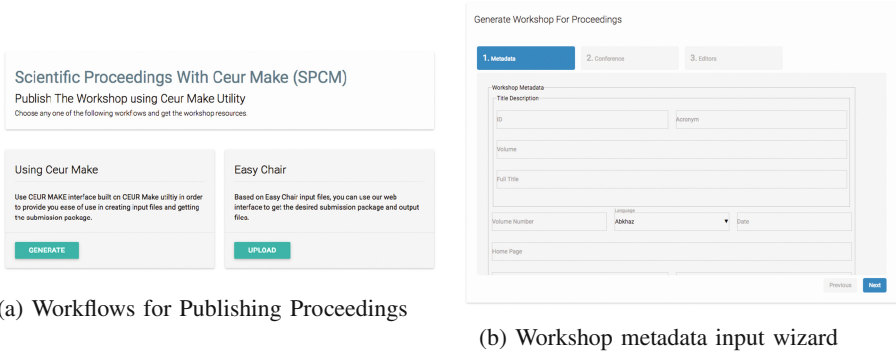 Scientific Proceedings With Ceur Make (SPCM)
Publish The Workshop using Ceur Make Utility
Choose any one of the following workflows and get the workshop resources.
Using Ceur Make
Use CEUR MAKE interface built on CEUR Make utiltiy in order
to provide you ease of use in creating input files and getting
the submission package.
GENERATE
Easy Chair
Based on Easy Chair input files, you can use our web
interface to get the desired submission package and output
files.
UPLOAD
(a) Workflows for Publishing Proceedings
Generate Workshop For Proceedings
1. Metadata 2. Conference 3. Editors
Workshop Metadata
Title Description
ID Acronym
Volume
Full Title
Volume Number Language Abkhaz Date
Home Page
Previous Next
(b) Workshop metadata input wizard